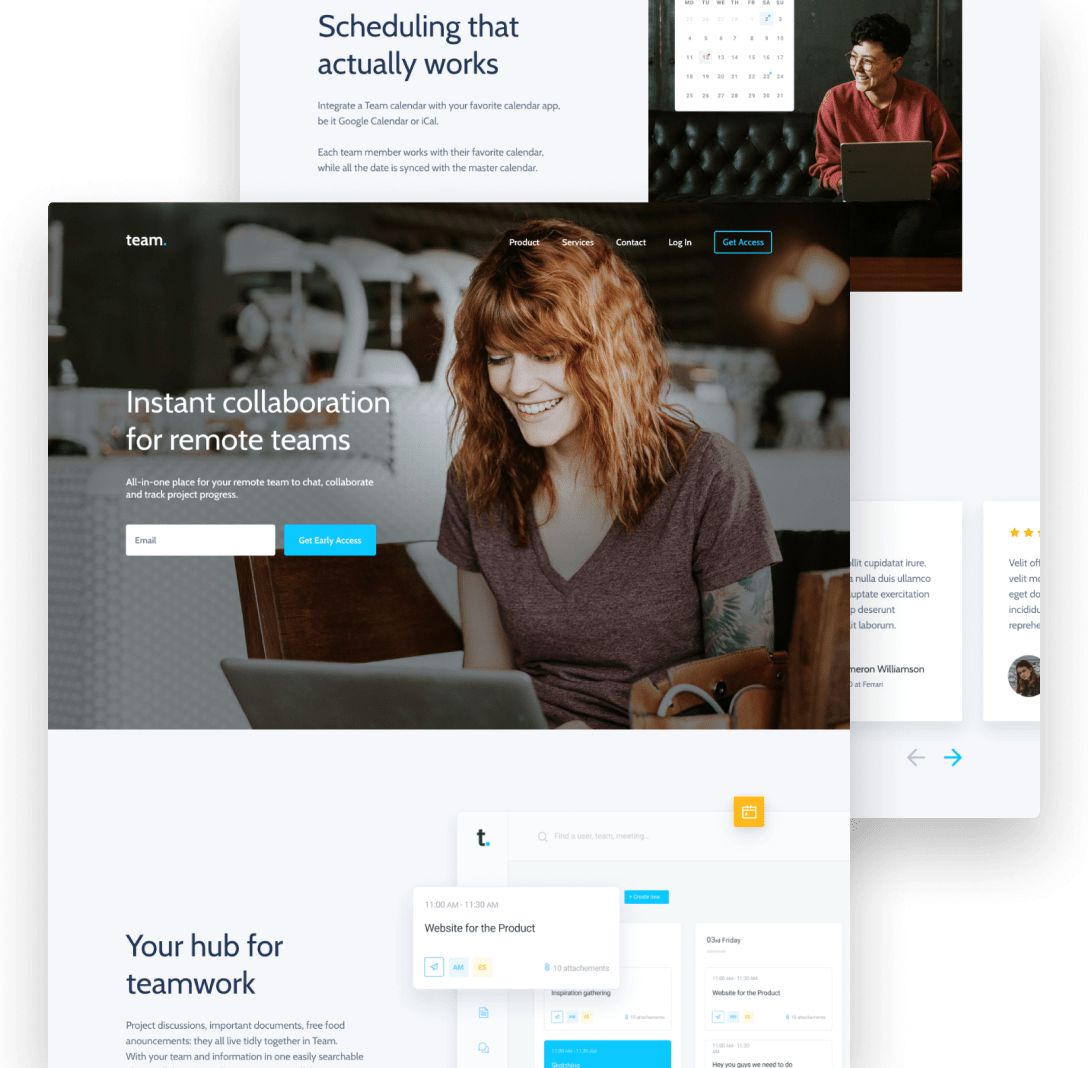 Scheduling that
actually works
Integrate a Team calendar with your favorite calendar app,
be it Google Calendar or iCal.
Each team member works with their favorite calendar,
while all the date is synced with the master calendar.
MO TU WE TH FR SA SU
25 26 27 28 1 2 3
4 5 6 7 8 9 10
11 12 13 14 15 16 17
18 19 20 21 22 23 24
25 26 27 28 29 30 31
team.
Product Services Contact Log In Get Access
Instant collaboration
for remote teams
All-in-one place for your remote team to chat, collaborate
and track project progress.
Email Get Early Access
llit cupidatat irure.
nulla duis ullamco
uptate exercitation
p deserunt
it laborum.
meron Williamson
at Ferrari
Velit off
velit mo
eget do
incididu
reprehe
Your hub for
teamwork
Project discussions, important documents, free food
anouncements: they all live tidly together in Team.
With your team and information in one easily searchable
t.
Find a user, team, meeting...
+ Create new
11:00 AM - 11:30 AM
Website for the Product
AM ES 10 attachements
Inspiration gathering
AM ES 10 attachements
11:00 AM - 11:30 AM
Sketching
03rd Friday
11:00 AM - 11:30 AM
Website for the Product
AM ES 10 attachements
11:00 AM - 11:30
AM
Hey you guys we need to do